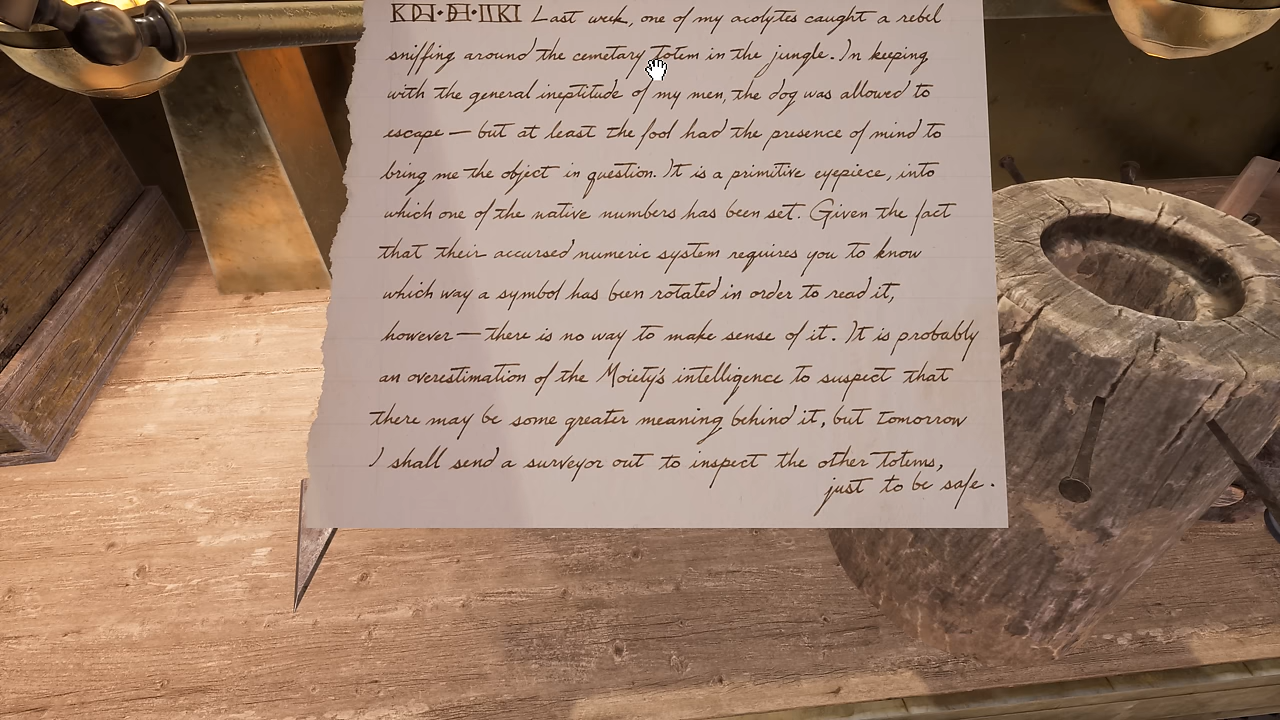 Last week, one of my acolytes caught a rebel
sniffing around the cemetary totem in the jungle. In keeping
with the general ineptitude of my men, the dog was allowed to
escape — but at least the fool had the presence of mind to
bring me the object in question. It is a primitive eyepiece, into
which one of the native numbers has been set. Given the fact
that their accursed numeric system requires you to know
which way a symbol has been rotated in order to read it,
however — there is no way to make sense of it. It is probably
an overestimation of the Moiety's intelligence to suspect that
there may be some greater meaning behind it, but tomorrow
I shall send a surveyor out to inspect the other totems,
just to be safe.